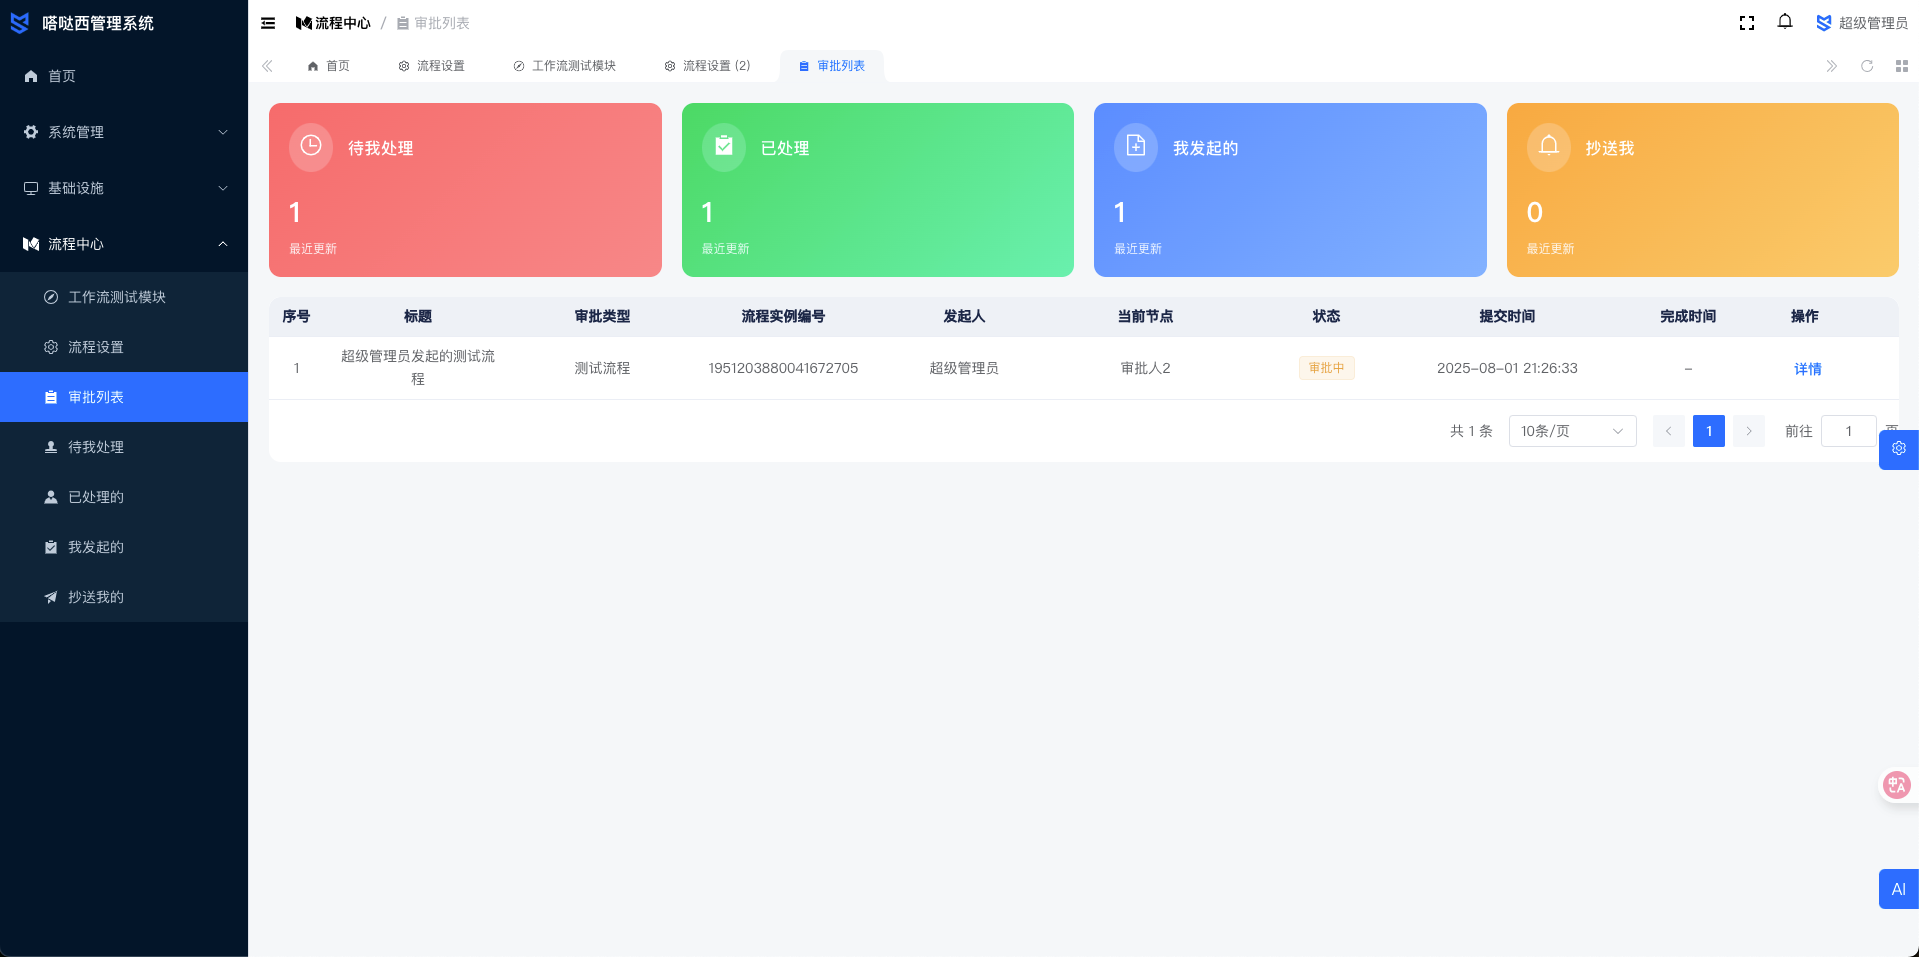 嗒哒西管理系统
首页
系统管理
基础设施
流程中心
工作流测试模块
流程设置
审批列表
待我处理
已处理的
我发起的
抄送我的
流程中心 / 审批列表
超级管理员
首页 流程设置 工作流测试模块 流程设置 (2) 审批列表
待我处理
1
最近更新
已处理
1
最近更新
我发起的
1
最近更新
抄送我
0
最近更新
序号 标题 审批类型 流程实例编号 发起人 当前节点 状态 提交时间 完成时间 操作
1 超级管理员发起的测试流程 测试流程 1951203880041672705 超级管理员 审批人2 审批中 2025-08-01 21:26:33 - 详情
共 1 条 10条/页 1 前往 1
中A
AI